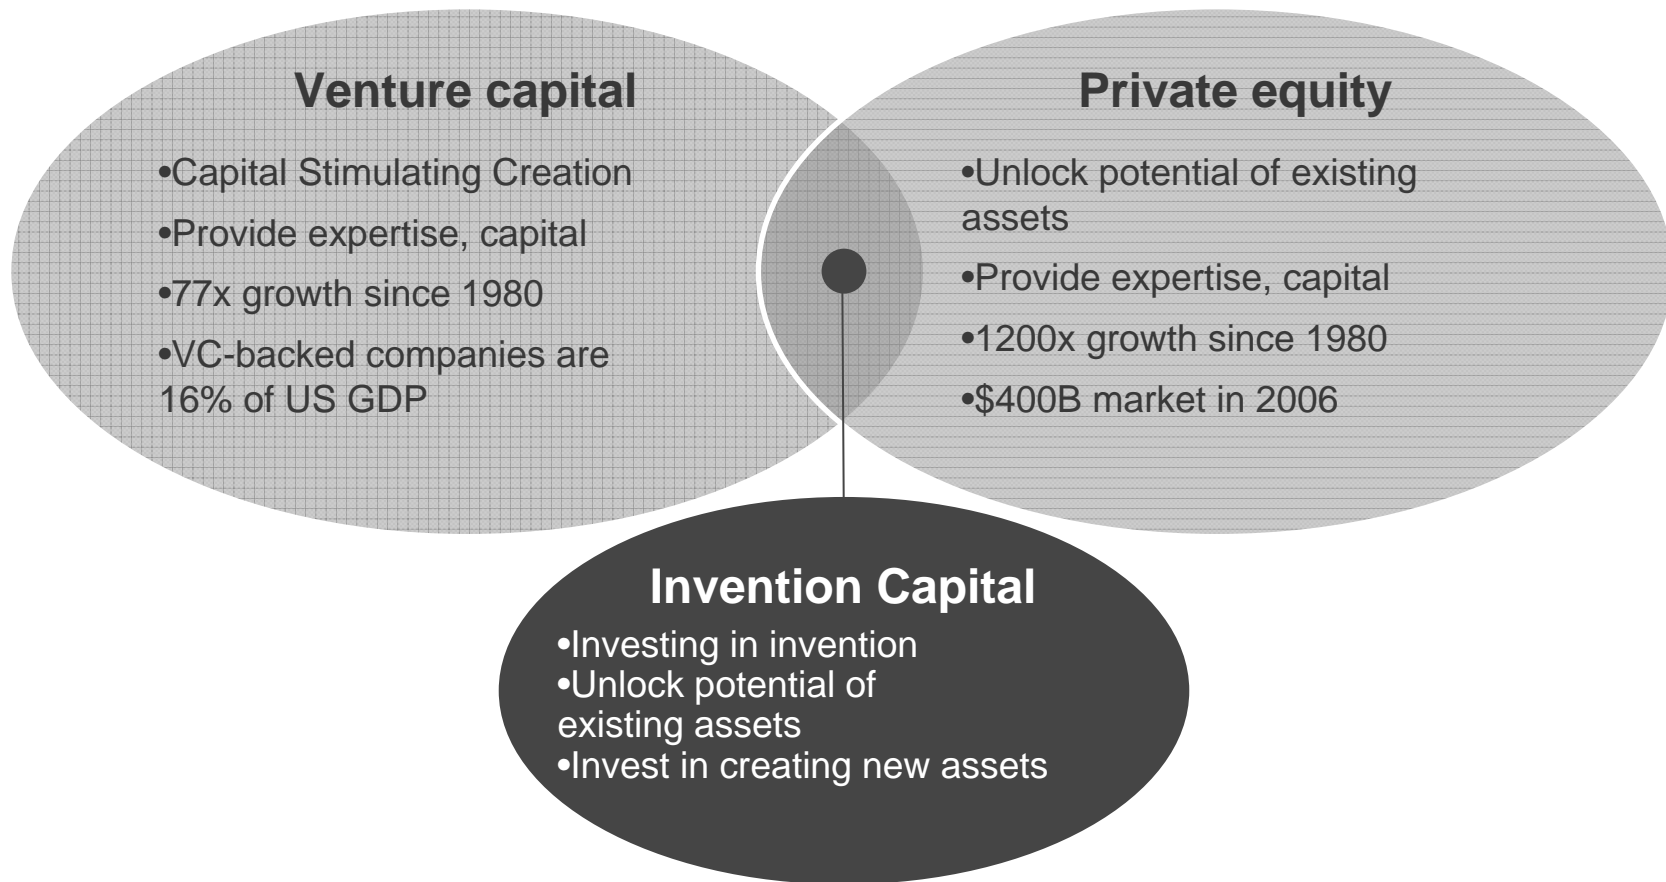 Venture capital
•Capital Stimulating Creation
•Provide expertise, capital
•77x growth since 1980
•VC-backed companies are
16% of US GDP
Private equity
•Unlock potential of existing
assets
•Provide expertise, capital
•1200x growth since 1980
•$400B market in 2006
Invention Capital
•Investing in invention
•Unlock potential of
existing assets
•Invest in creating new assets